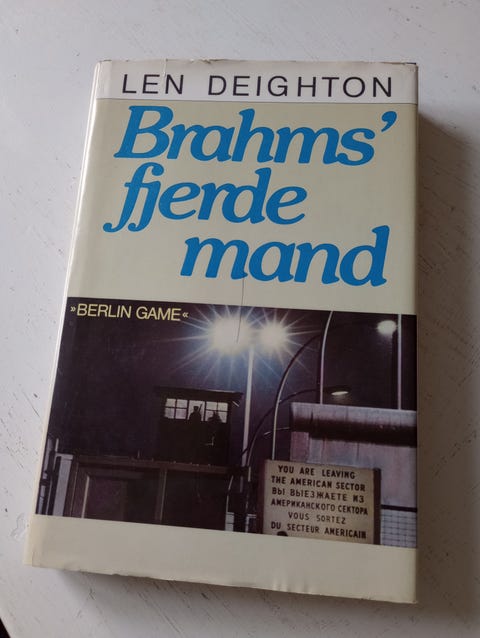 LEN DEIGHTON
Brahms'
fjerde
mand
»BERLIN GAME«
YOU ARE LEAVING
THE AMERICAN SECTOR
ВЫ ВЫЕЗЖАЕТЕ ИЗ
АМЕРИКАНСКОГО СЕКТОРА
VOUS SORTEZ
DU SECTEUR AMERICAIN